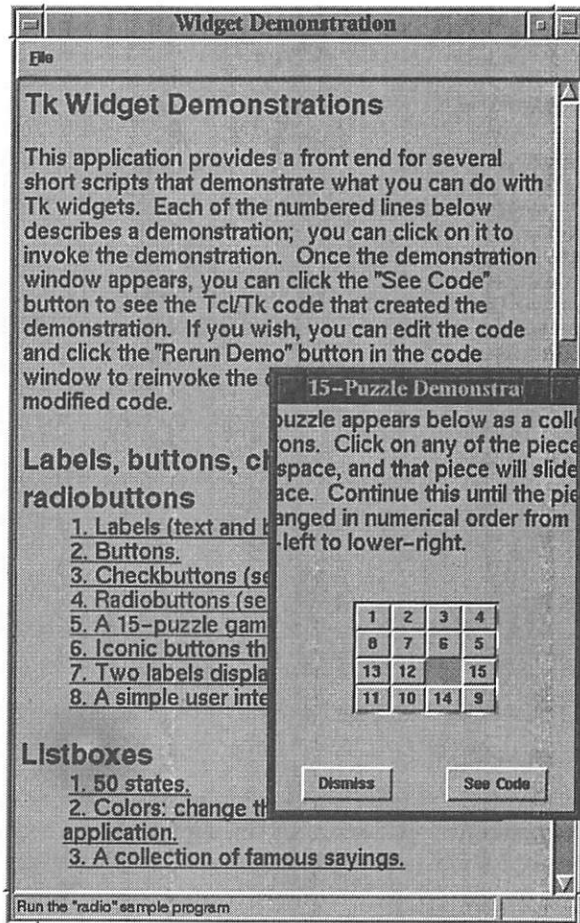 Widget Demonstration
File
Tk Widget Demonstrations
This application provides a front end for several
short scripts that demonstrate what you can do with
Tk widgets.  Each of the numbered lines below
describes a demonstration;  you can click on it to
invoke the demonstration.  Once the demonstration
window appears, you can click the "See Code"
button to see the Tcl/Tk code that created the
demonstration.  If you wish, you can edit the code
and click the "Rerun Demo" button in the code
window to reinvoke the
modified code.
Labels, buttons, ch
radiobuttons
1. Labels (text and b
2. Buttons.
3. Checkbuttons (se
4. Radiobuttons (se
5. A 15-puzzle gam
6. Iconic buttons th
7. Two labels displa
8. A simple user inte
Listboxes
1. 50 states.
2. Colors: change th
application.
3. A collection of famous sayings.
Run the "radio" sample program
15-Puzzle Demonstra
puzzle appears below as a colle
ons.  Click on any of the piece
space, and that piece will slide
ace.  Continue this until the pie
anged in numerical order from
-left to lower-right.
1 2 3 4
8 7 6 5
13 12 15
11 10 14 9
Dismiss See Code